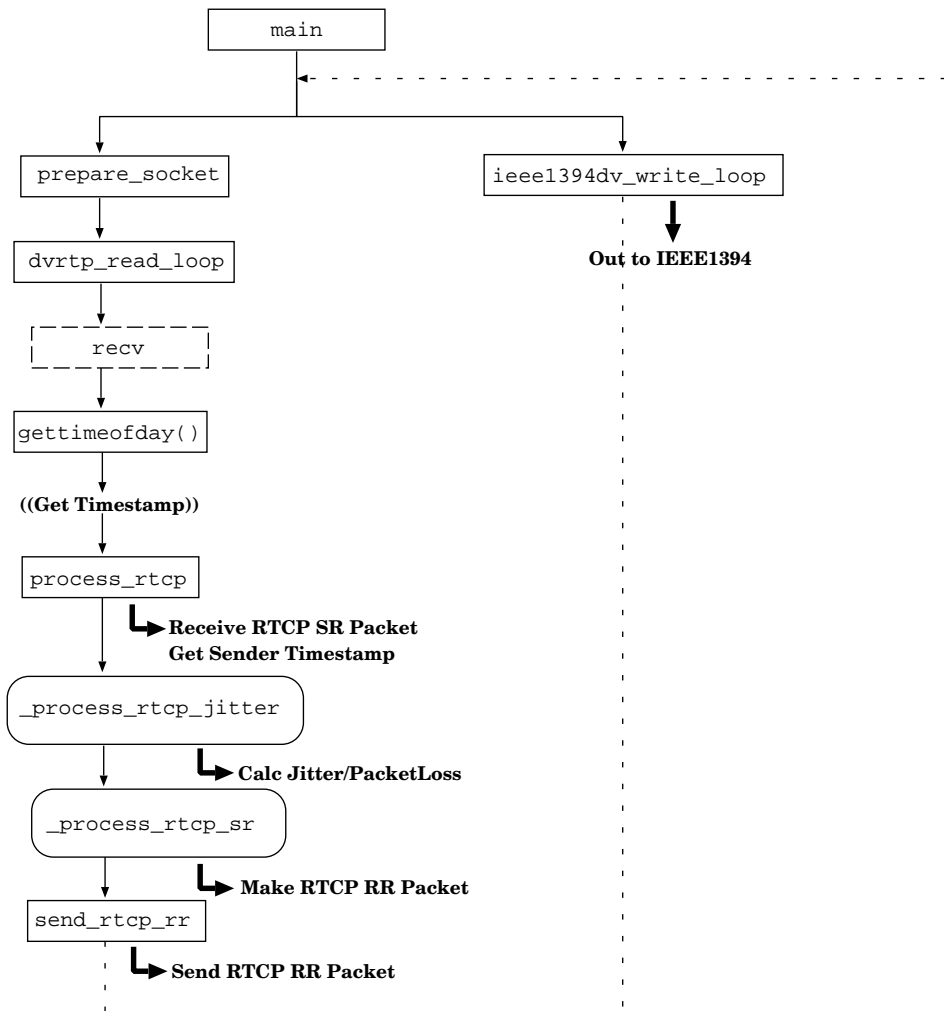 main
prepare_socket
ieee1394dv_write_loop
Out to IEEE1394
dvrtp_read_loop
recv
gettimeofday()
((Get Timestamp))
process_rtcp
Receive RTCP SR Packet
Get Sender Timestamp
_process_rtcp_jitter
Calc Jitter/PacketLoss
_process_rtcp_sr
Make RTCP RR Packet
send_rtcp_rr
Send RTCP RR Packet